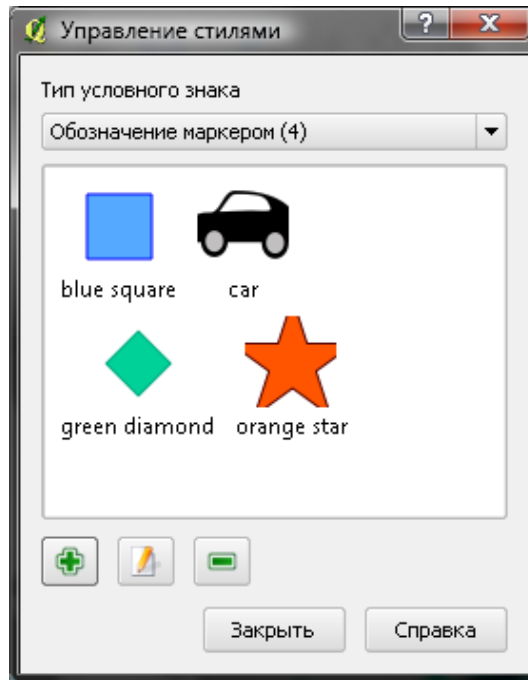 Управление стилями
?
X
Тип условного знака
Обозначение маркером (4)
blue square
car
green diamond
orange star
Закрыть
Справка